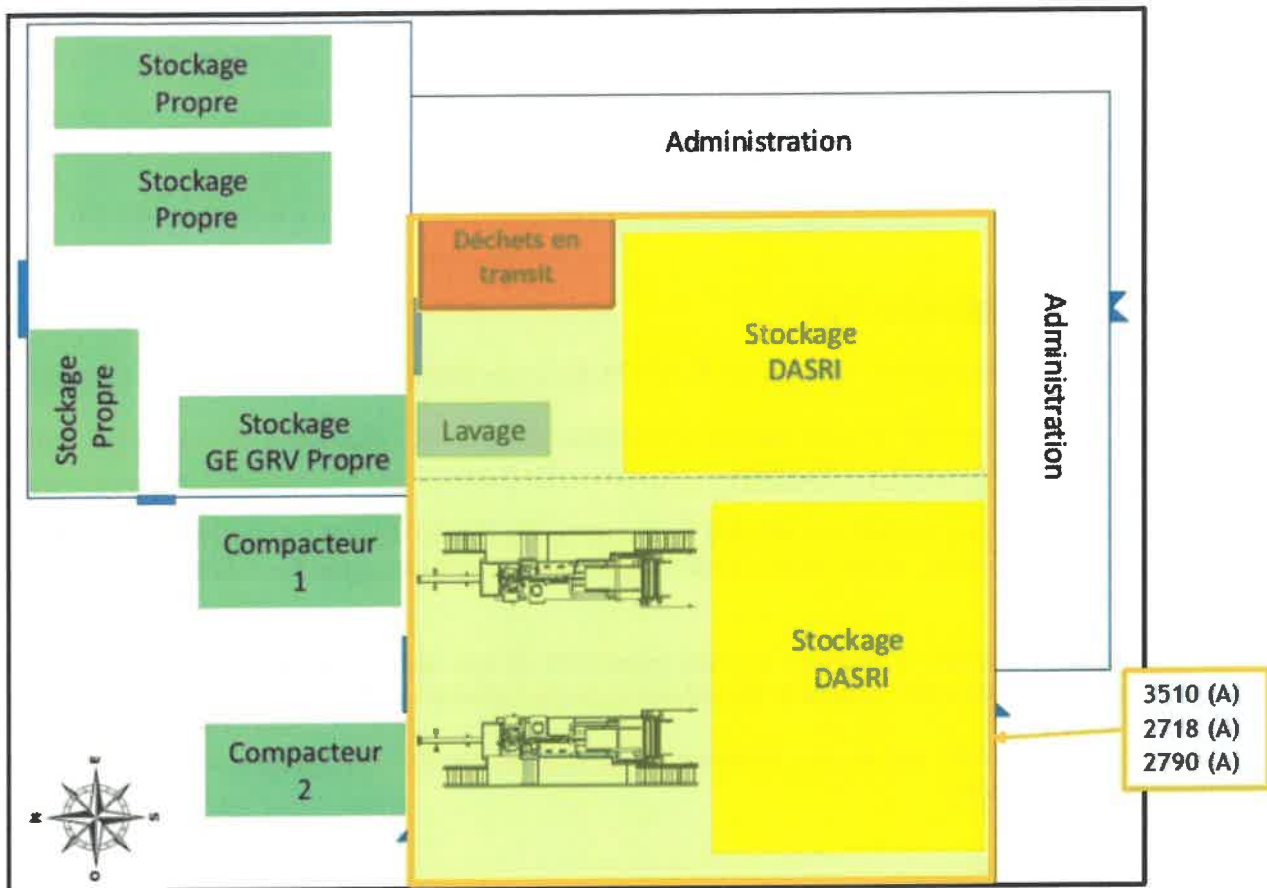 Stockage
Propre
Stockage
Propre
Administration
Déchets en
transit
Stockage
DASRI
Administration
Stockage
Propre
Stockage
GE GRV Propre
Lavage
Compacteur
1
Stockage
DASRI
Compacteur
2
3510 (A)
2718 (A)
2790 (A)
E
N
S
O